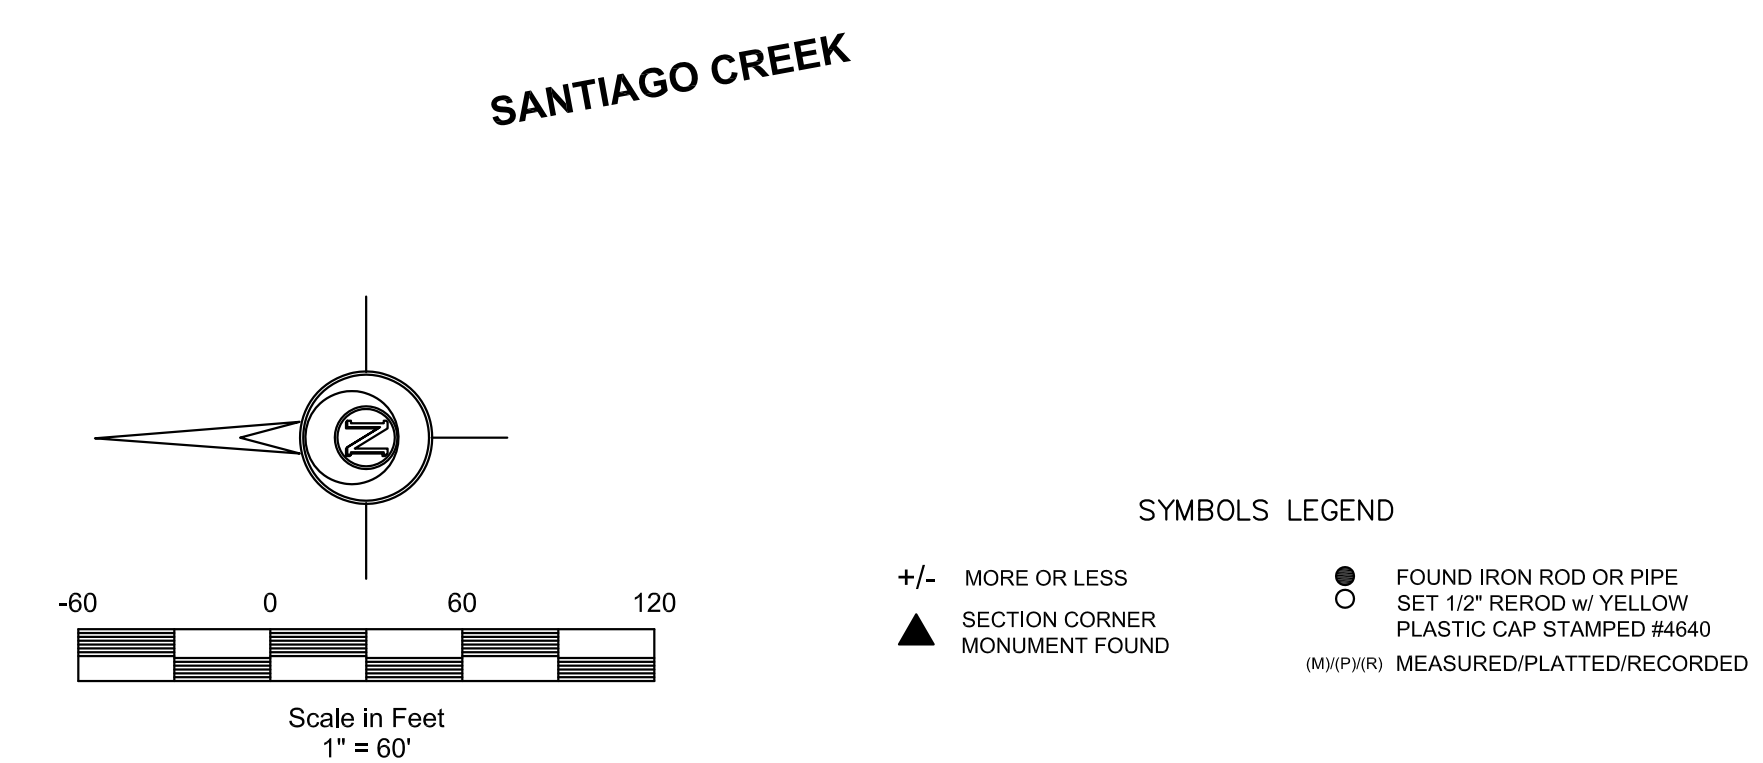 SANTIAGO CREEK
N
-60 0 60 120
Scale in Feet
1" = 60'
SYMBOLS LEGEND
+/- MORE OR LESS
SECTION CORNER
MONUMENT FOUND
FOUND IRON ROD OR PIPE
SET 1/2" REROD w/ YELLOW
PLASTIC CAP STAMPED #4640
(M)/(P)/(R) MEASURED/PLATTED/RECORDED